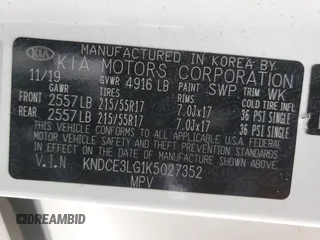 MANUFACTURED IN KOREA BY
KIA KIA MOTORS CORPORATION
11/19 GVWR 4916 LB PAINT SWP TRIM WK
GAWR TIRES RIMS COLD TIRE INFL
FRONT 2557 LB 215/55R17 7.0JX17 36 PSI SINGLE
REAR 2557 LB 215/55R17 7.0JX17 36 PSI SINGLE
THIS VEHICLE CONFORMS TO ALL APPLICABLE
U.S. FEDERAL MOTOR VEHICLE SAFETY
AND THEFT PREVENTION STANDARDS
IN EFFECT ON THE DATE OF
MANUFACTURE SHOWN ABOVE.
V.I.N KNDCE3LG1K5027352
MPV
DREAMBID